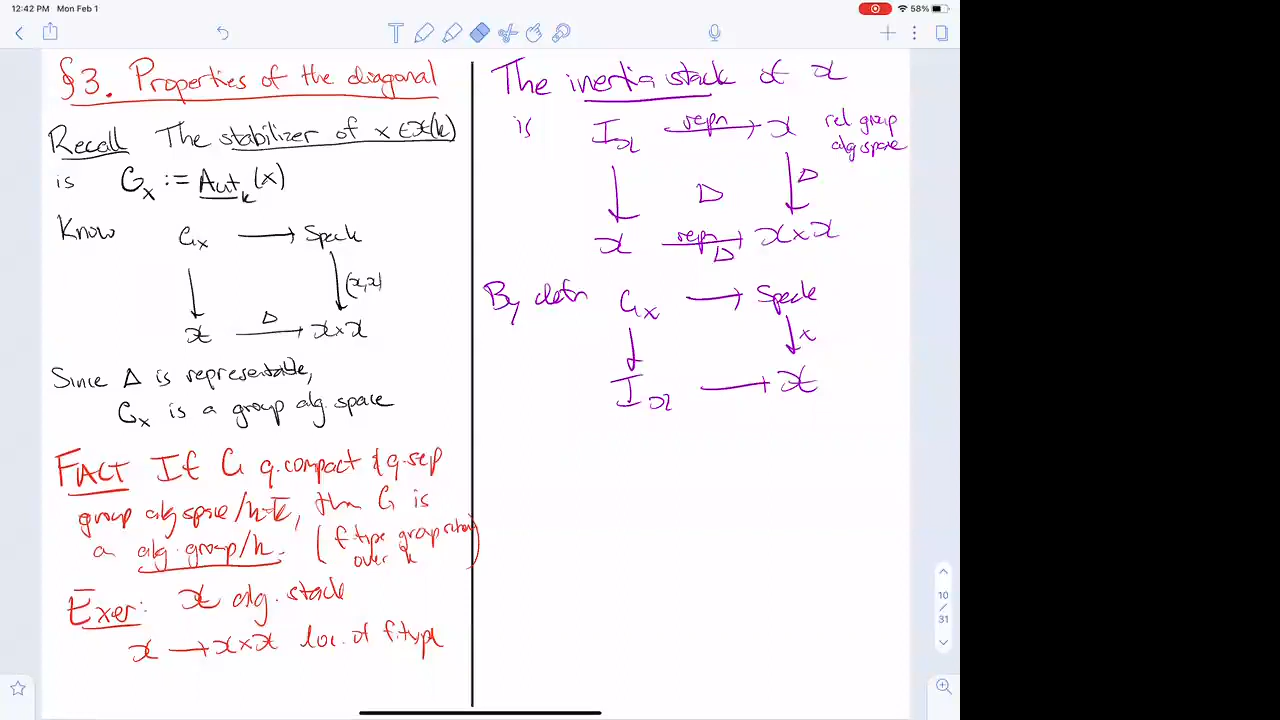 12:42 PM Mon Feb 1
58%
§3. Properties of the diagonal
Recall The stabilizer of x ∈ 𝒳(k)
is G_x := Aut_k(x)
Know G_x → Spec k
(x,x)
𝒳 Δ→ 𝒳×𝒳
Since Δ is representable,
G_x is a group alg space
FACT If G q.compact & q.sep
group alg space/k=k̄, then G is
an alg. group/k. (f.type group scheme
over k)
Exer: 𝒳 alg. stack
𝒳 → 𝒳×𝒳 loc. of f.type
The inertia stack of 𝒳
is I_𝒳 repn→ 𝒳 rel group
alg space
□ Δ
𝒳 repn→ 𝒳×𝒳
Δ
By defn G_x → Spec k
x
I_𝒳 → 𝒳
10
/
31